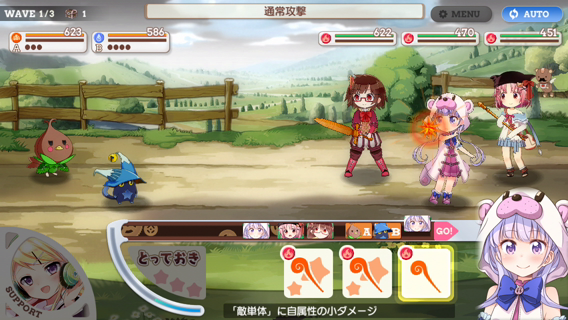 WAVE 1/3
1
通常攻撃
MENU
AUTO
623
A
586
B
622
470
451
A
B
GO!
とっておき
SUPPORT
「敵単体」に自属性の小ダメージ